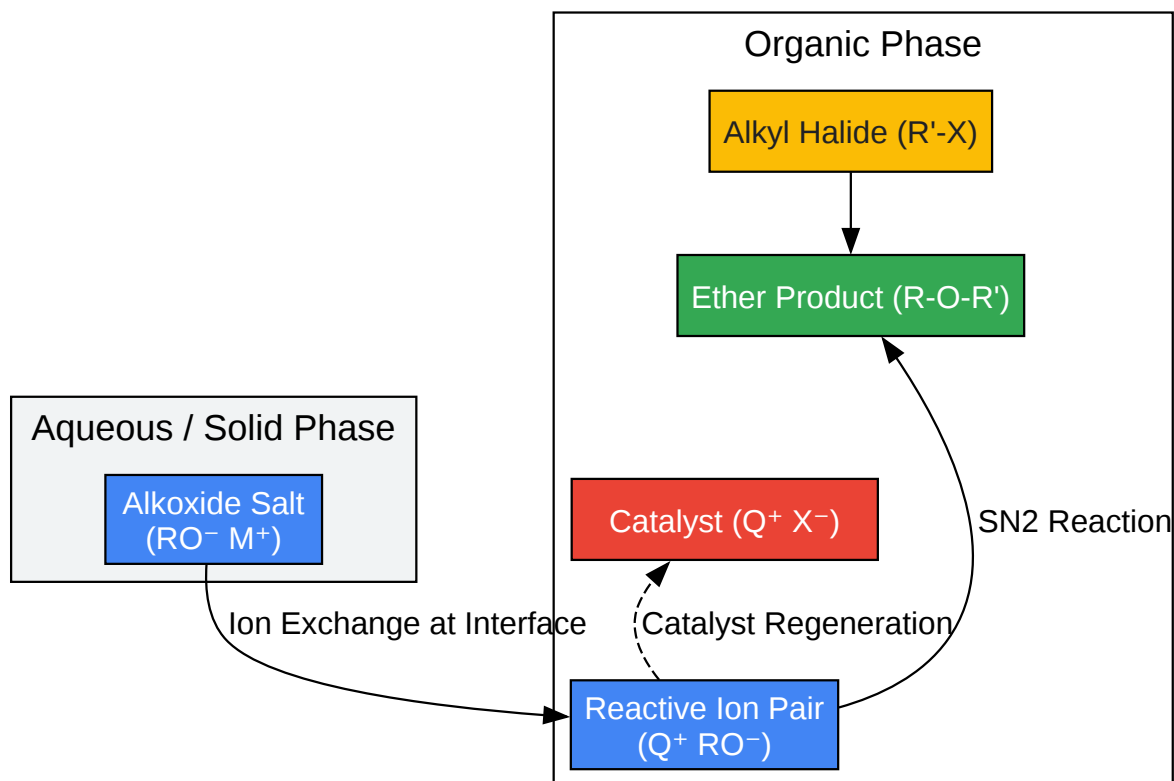 Organic Phase
Alkyl Halide (R'-X)
Ether Product (R-O-R')
Aqueous / Solid Phase
Alkoxide Salt
(RO⁻ M⁺)
Catalyst (Q⁺ X⁻)
SN2 Reaction
Ion Exchange at Interface
Catalyst Regeneration
Reactive Ion Pair
(Q⁺ RO⁻)